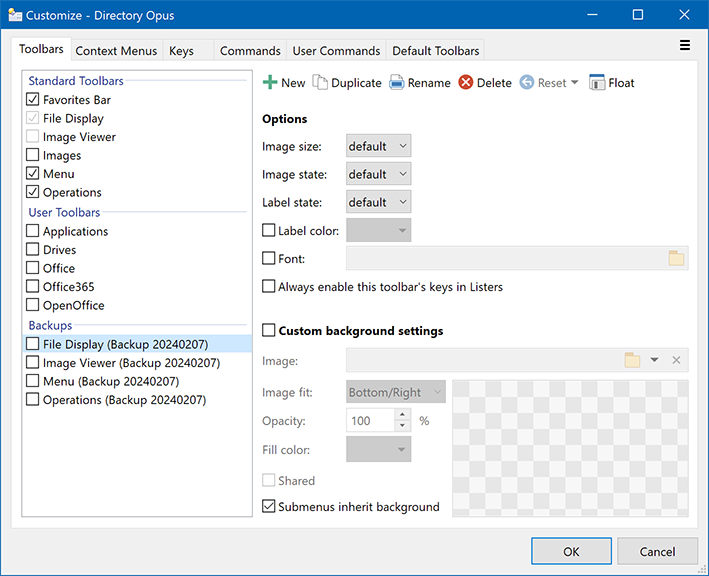 Customize - Directory Opus
Toolbars Context Menus Keys Commands User Commands Default Toolbars
Standard Toolbars
Favorites Bar
File Display
Image Viewer
Images
Menu
Operations
User Toolbars
Applications
Drives
Office
Office365
OpenOffice
Backups
File Display (Backup 20240207)
Image Viewer (Backup 20240207)
Menu (Backup 20240207)
Operations (Backup 20240207)
New Duplicate Rename Delete Reset Float
Options
Image size: default
Image state: default
Label state: default
Label color:
Font:
Always enable this toolbar's keys in Listers
Custom background settings
Image:
Image fit: Bottom/Right
Opacity: 100 %
Fill color:
Shared
Submenus inherit background
OK Cancel